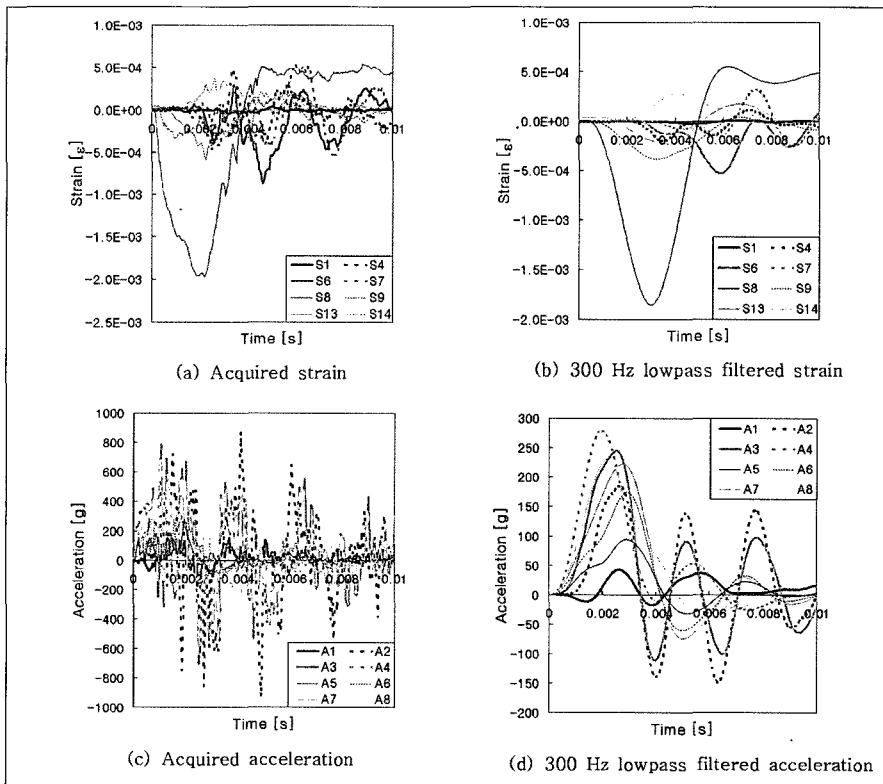 1.0E-03
5.0E-04
0.0E+00
-5.0E-04
-1.0E-03
-1.5E-03
-2.0E-03
-2.5E-03
Strain [ε]
0 0.002 0.004 0.006 0.008 0.01
S1 S4
S6 S7
S8 S9
S13 S14
Time [s]
(a) Acquired strain
1.0E-03
5.0E-04
0.0E+00
-5.0E-04
-1.0E-03
-1.5E-03
-2.0E-03
Strain [ε]
0 0.002 0.004 0.006 0.008 0.01
S1 S4
S6 S7
S8 S9
S13 S14
Time [s]
(b) 300 Hz lowpass filtered strain
1000
800
600
400
200
0
-200
-400
-600
-800
-1000
Acceleration [g]
0 0.002 0.004 0.006 0.008 0.01
A1 A2
A3 A4
A5 A6
A7 A8
Time [s]
(c) Acquired acceleration
300
250
200
150
100
50
0
-50
-100
-150
-200
Acceleration [g]
0 0.002 0.004 0.006 0.008 0.01
A1 A2
A3 A4
A5 A6
A7 A8
Time [s]
(d) 300 Hz lowpass filtered acceleration